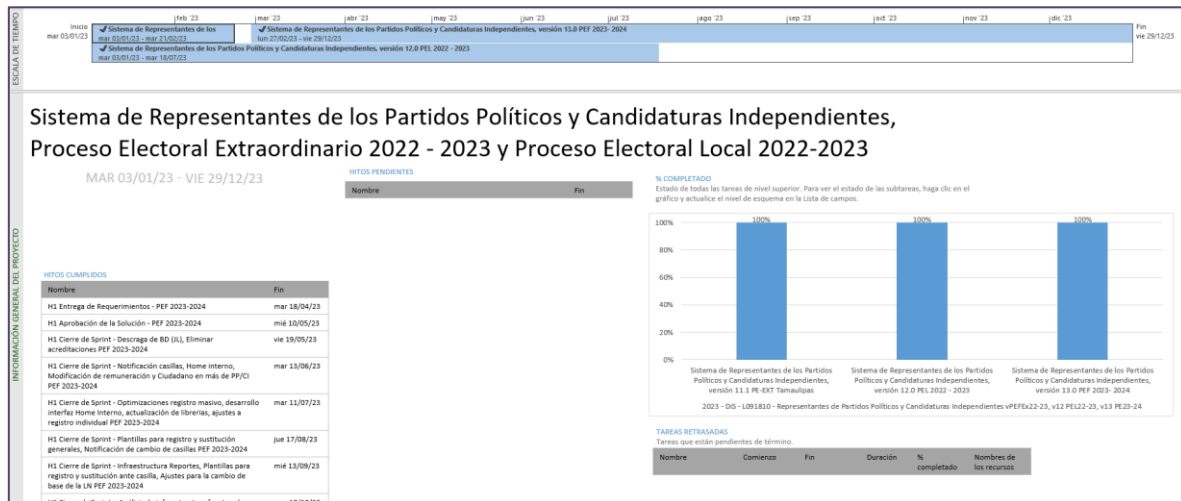 ESCALA DE TIEMPO
feb '23 mar '23 abr '23 may '23 jun '23 jul '23 ago '23 sep '23 oct '23 nov '23 dic '23
Inicio
mar 03/01/23
Sistema de Representantes de los
mar 03/01/23 - mar 21/02/23
Sistema de Representantes de los Partidos Políticos y Candidaturas Independientes, versión 13.0 PEF 2023- 2024
lun 27/02/23 - vie 29/12/23
Fin
vie 29/12/23
Sistema de Representantes de los Partidos Políticos y Candidaturas Independientes, versión 12.0 PEL 2022 - 2023
mar 03/01/23 - mar 18/07/23
INFORMACIÓN GENERAL DEL PROYECTO
Sistema de Representantes de los Partidos Políticos y Candidaturas Independientes,
Proceso Electoral Extraordinario 2022 - 2023 y Proceso Electoral Local 2022-2023
MAR 03/01/23 - VIE 29/12/23
HITOS PENDIENTES
Nombre Fin
% COMPLETADO
Estado de todas las tareas de nivel superior. Para ver el estado de las subtareas, haga clic en el
gráfico y actualice el nivel de esquema en la Lista de campos.
100% 100% 100%
100%
80%
60%
40%
20%
0%
Sistema de Representantes de los Partidos
Políticos y Candidaturas Independientes,
versión 11.1 PE-EXT Tamaulipas
Sistema de Representantes de los Partidos
Políticos y Candidaturas Independientes,
versión 12.0 PEL 2022 - 2023
Sistema de Representantes de los Partidos
Políticos y Candidaturas Independientes,
versión 13.0 PEF 2023- 2024
2023 - DIS - L091810 - Representantes de Partidos Políticos y Candidaturas Independientes vPEFEx22-23, v12 PEL22-23, v13 PE23-24
HITOS CUMPLIDOS
Nombre Fin
H1 Entrega de Requerimientos - PEF 2023-2024 mar 18/04/23
H1 Aprobación de la Solución - PEF 2023-2024 mié 10/05/23
H1 Cierre de Sprint - Descraga de BD (JL), Eliminar vie 19/05/23
acreditaciones PEF 2023-2024
H1 Cierre de Sprint - Notificación casillas, Home interno, mar 13/06/23
Modificación de remuneración y Ciudadano en más de PP/CI
PEF 2023-2024
H1 Cierre de Sprint - Optimizaciones registro masivo, desarrollo mar 11/07/23
interfaz Home Interno, actualización de librerias, ajustes a
registro individual PEF 2023-2024
H1 Cierre de Sprint - Plantillas para registro y sustitución jue 17/08/23
generales, Notificación de cambio de casillas PEF 2023-2024
H1 Cierre de Sprint - Infraestructura Reportes, Plantillas para mié 13/09/23
registro y sustitución ante casilla, Ajustes para la cambio de
base de la LN PEF 2023-2024
TAREAS RETRASADAS
Tareas que están pendientes de término.
Nombre Comienzo Fin Duración % completado Nombres de los recursos